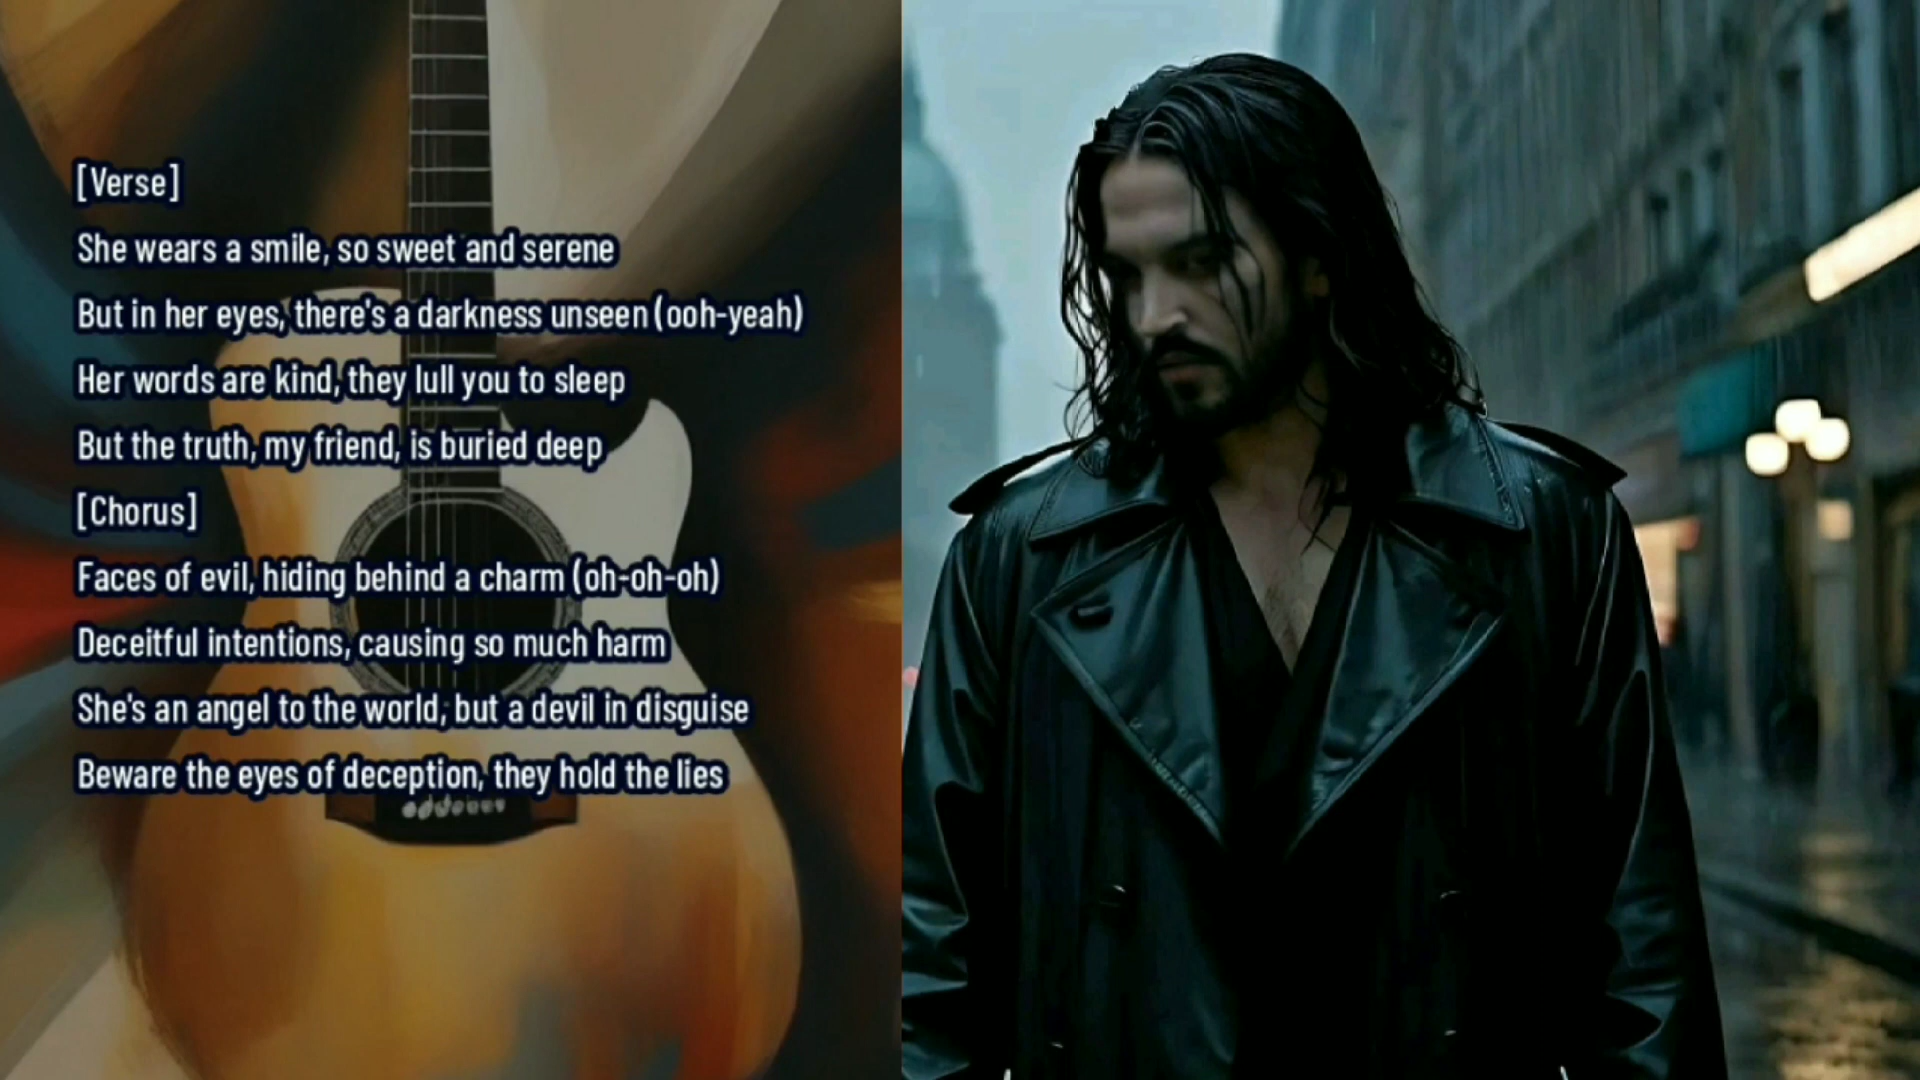 [Verse]
She wears a smile, so sweet and serene
But in her eyes, there's a darkness unseen (ooh-yeah)
Her words are kind, they lull you to sleep
But the truth, my friend, is buried deep
[Chorus]
Faces of evil, hiding behind a charm (oh-oh-oh)
Deceitful intentions, causing so much harm
She's an angel to the world, but a devil in disguise
Beware the eyes of deception, they hold the lies